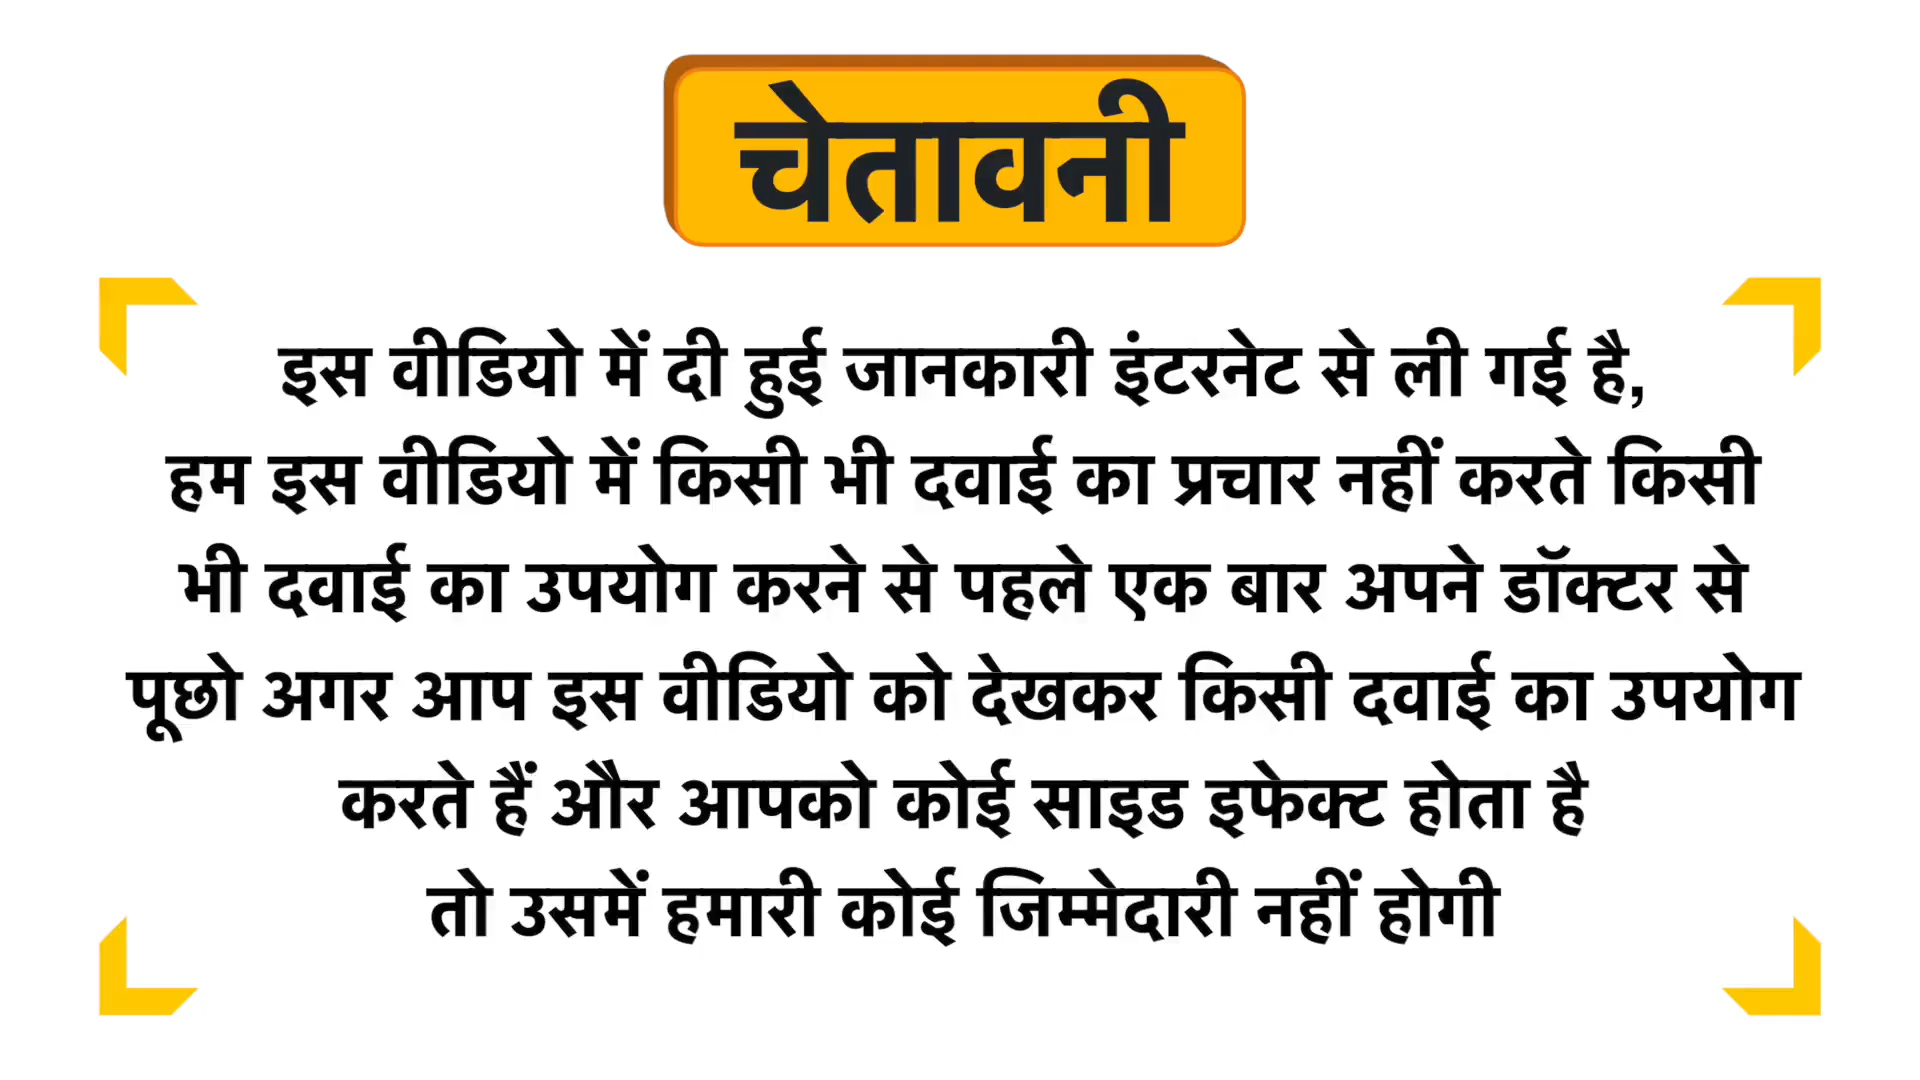 चेतावनी
इस वीडियो में दी हुई जानकारी इंटरनेट से ली गई है,
हम इस वीडियो में किसी भी दवाई का प्रचार नहीं करते किसी
भी दवाई का उपयोग करने से पहले एक बार अपने डॉक्टर से
पूछो अगर आप इस वीडियो को देखकर किसी दवाई का उपयोग
करते हैं और आपको कोई साइड इफेक्ट होता है
तो उसमें हमारी कोई जिम्मेदारी नहीं होगी